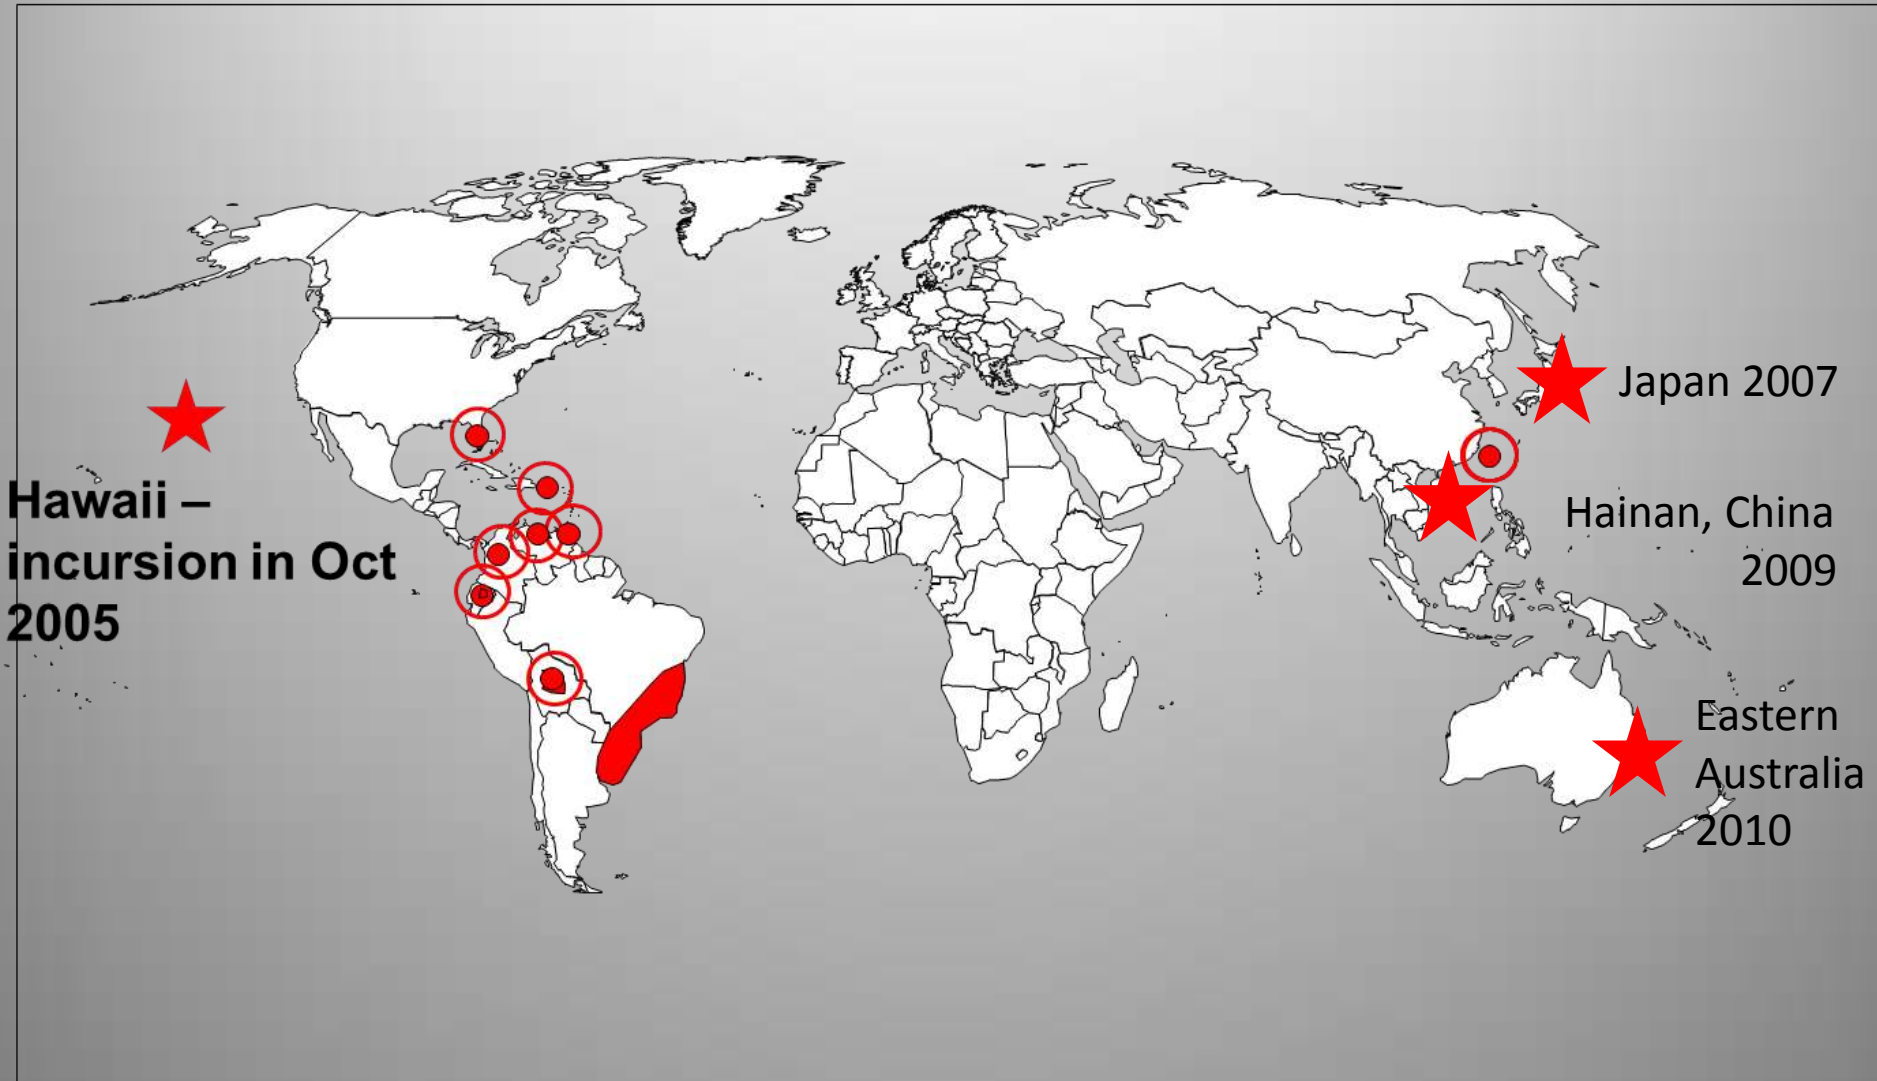 Japan 2007
Hawaii –
incursion in Oct
2005
Hainan, China
2009
Eastern
Australia
2010